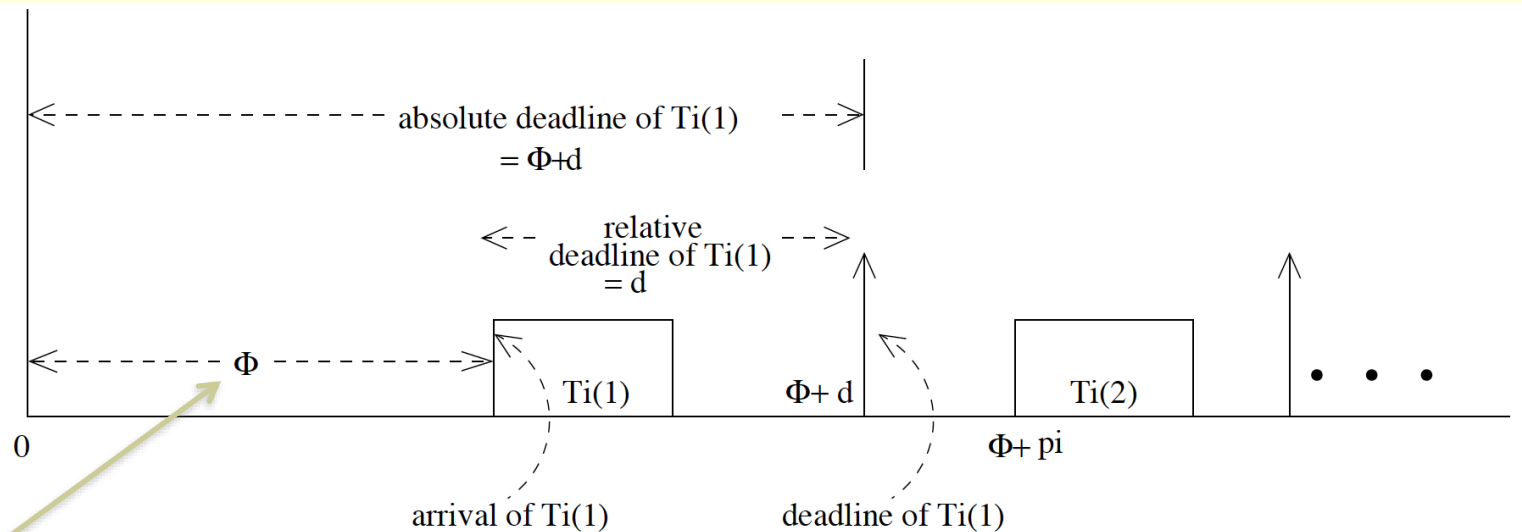 absolute deadline of Ti(1)
= Φ+d
relative
deadline of Ti(1)
= d
Φ
Ti(1)
Φ+ d
Ti(2)
0
Φ+ pi
arrival of Ti(1)
deadline of Ti(1)